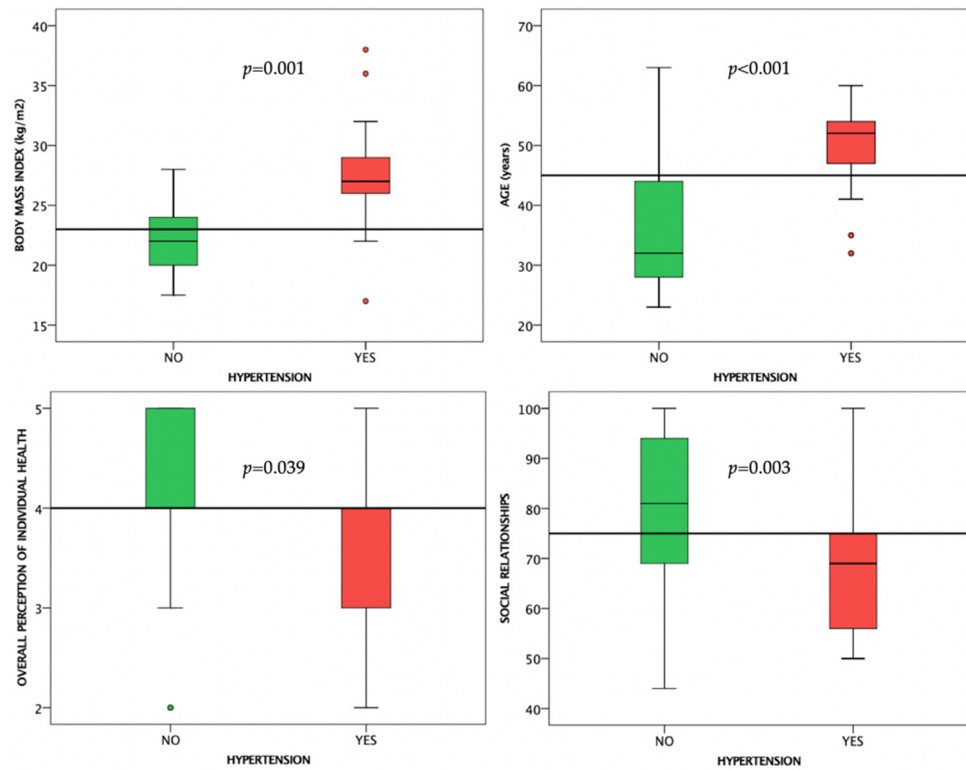 BODY MASS INDEX (kg/m2)
40
35
30
25
20
15
p=0.001
NO
YES
HYPERTENSION
AGE (years)
70
60
50
40
30
20
p<0.001
NO
YES
HYPERTENSION
OVERALL PERCEPTION OF INDIVIDUAL HEALTH
5
4
3
2
p=0.039
NO
YES
HYPERTENSION
SOCIAL RELATIONSHIPS
100
90
80
70
60
50
40
p=0.003
NO
YES
HYPERTENSION